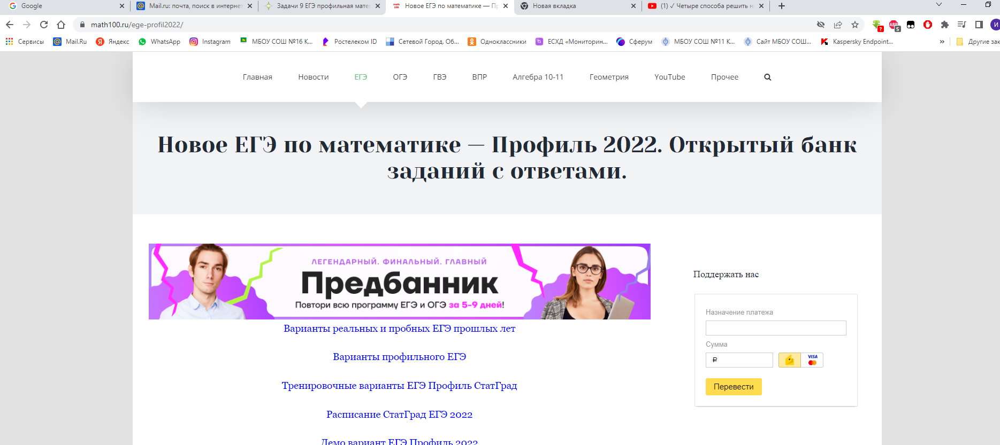 Google
Mail.ru: почта, поиск в интернет
Задачи 9 ЕГЭ профильная мате
Новое ЕГЭ по математике — Пр
Новая вкладка
(1) ✓ Четыре способа решить н
math100.ru/ege-profil2022/
Сервисы
Mail.Ru
Яндекс
WhatsApp
Instagram
МБОУ СОШ №16 К...
Ростелеком ID
Сетевой Город. Об...
Одноклассники
ЕСХД «Мониторин...
Сферум
МБОУ СОШ №11 К...
Сайт МБОУ СОШ...
Kaspersky Endpoint...
»
Другие зак
Главная
Новости
ЕГЭ
ОГЭ
ГВЭ
ВПР
Алгебра 10-11
Геометрия
YouTube
Прочее
Новое ЕГЭ по математике — Профиль 2022. Открытый банк
заданий с ответами.
ЛЕГЕНДАРНЫЙ. ФИНАЛЬНЫЙ. ГЛАВНЫЙ
Предбанник
Повтори всю программу ЕГЭ и ОГЭ за 5-9 дней!
Варианты реальных и пробных ЕГЭ прошлых лет
Варианты профильного ЕГЭ
Тренировочные варианты ЕГЭ Профиль СтатГрад
Расписание СтатГрад ЕГЭ 2022
Демо вариант ЕГЭ Профиль 2022
Поддержать нас
Назначение платежа
Сумма
₽
VISA
Перевести